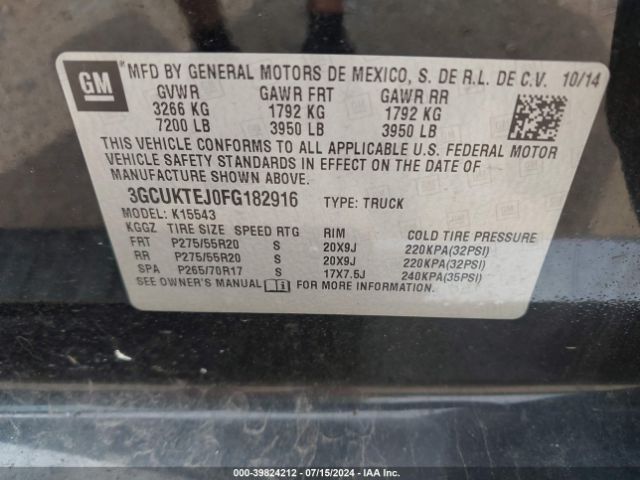 GM
MFD BY GENERAL MOTORS DE MEXICO, S. DE R.L. DE C.V. 10/14
GVWR GAWR FRT GAWR RR
3266 KG 1792 KG 1792 KG
7200 LB 3950 LB 3950 LB
THIS VEHICLE CONFORMS TO ALL APPLICABLE U.S. FEDERAL MOTOR
VEHICLE SAFETY STANDARDS IN EFFECT ON THE DATE OF
MANUFACTURE SHOWN ABOVE.
3GCUKTEJ0FG182916 TYPE: TRUCK
MODEL: K15543
KGGZ TIRE SIZE SPEED RTG RIM COLD TIRE PRESSURE
FRT P275/55R20 S 20X9J 220KPA(32PSI)
RR P275/55R20 S 20X9J 220KPA(32PSI)
SPA P265/70R17 S 17X7.5J 240KPA(35PSI)
SEE OWNER'S MANUAL FOR MORE INFORMATION.
000-39824212 - 07/15/2024 - IAA Inc.